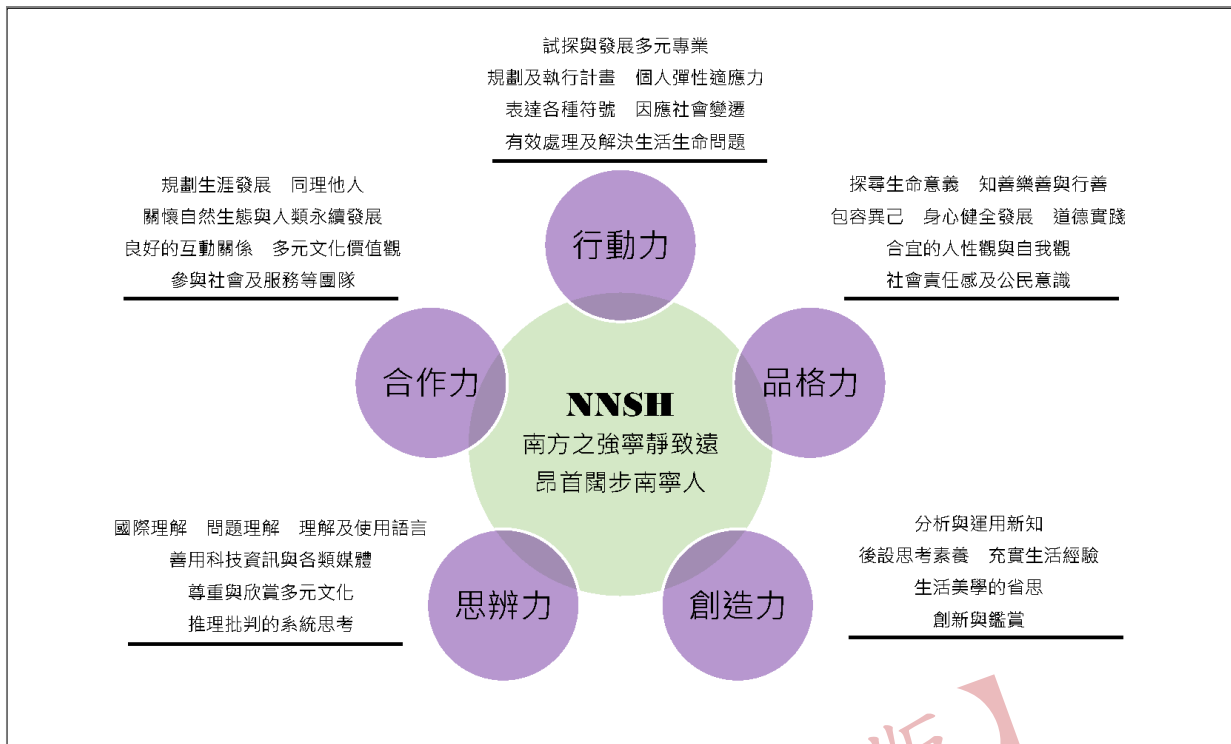 試探與發展多元專業
規劃及執行計畫　個人彈性適應力
表達各種符號　因應社會變遷
有效處理及解決生活生命問題
行動力
規劃生涯發展　同理他人
關懷自然生態與人類永續發展
良好的互動關係　多元文化價值觀
參與社會及服務等團隊
合作力
探尋生命意義　知善樂善與行善
包容異己　身心健全發展　道德實踐
合宜的人性觀與自我觀
社會責任感及公民意識
品格力
NNSH
南方之強寧靜致遠
昂首闊步南寧人
國際理解　問題理解　理解及使用語言
善用科技資訊與各類媒體
尊重與欣賞多元文化
推理批判的系統思考
思辨力
分析與運用新知
後設思考素養　充實生活經驗
生活美學的省思
創新與鑑賞
創造力
版】